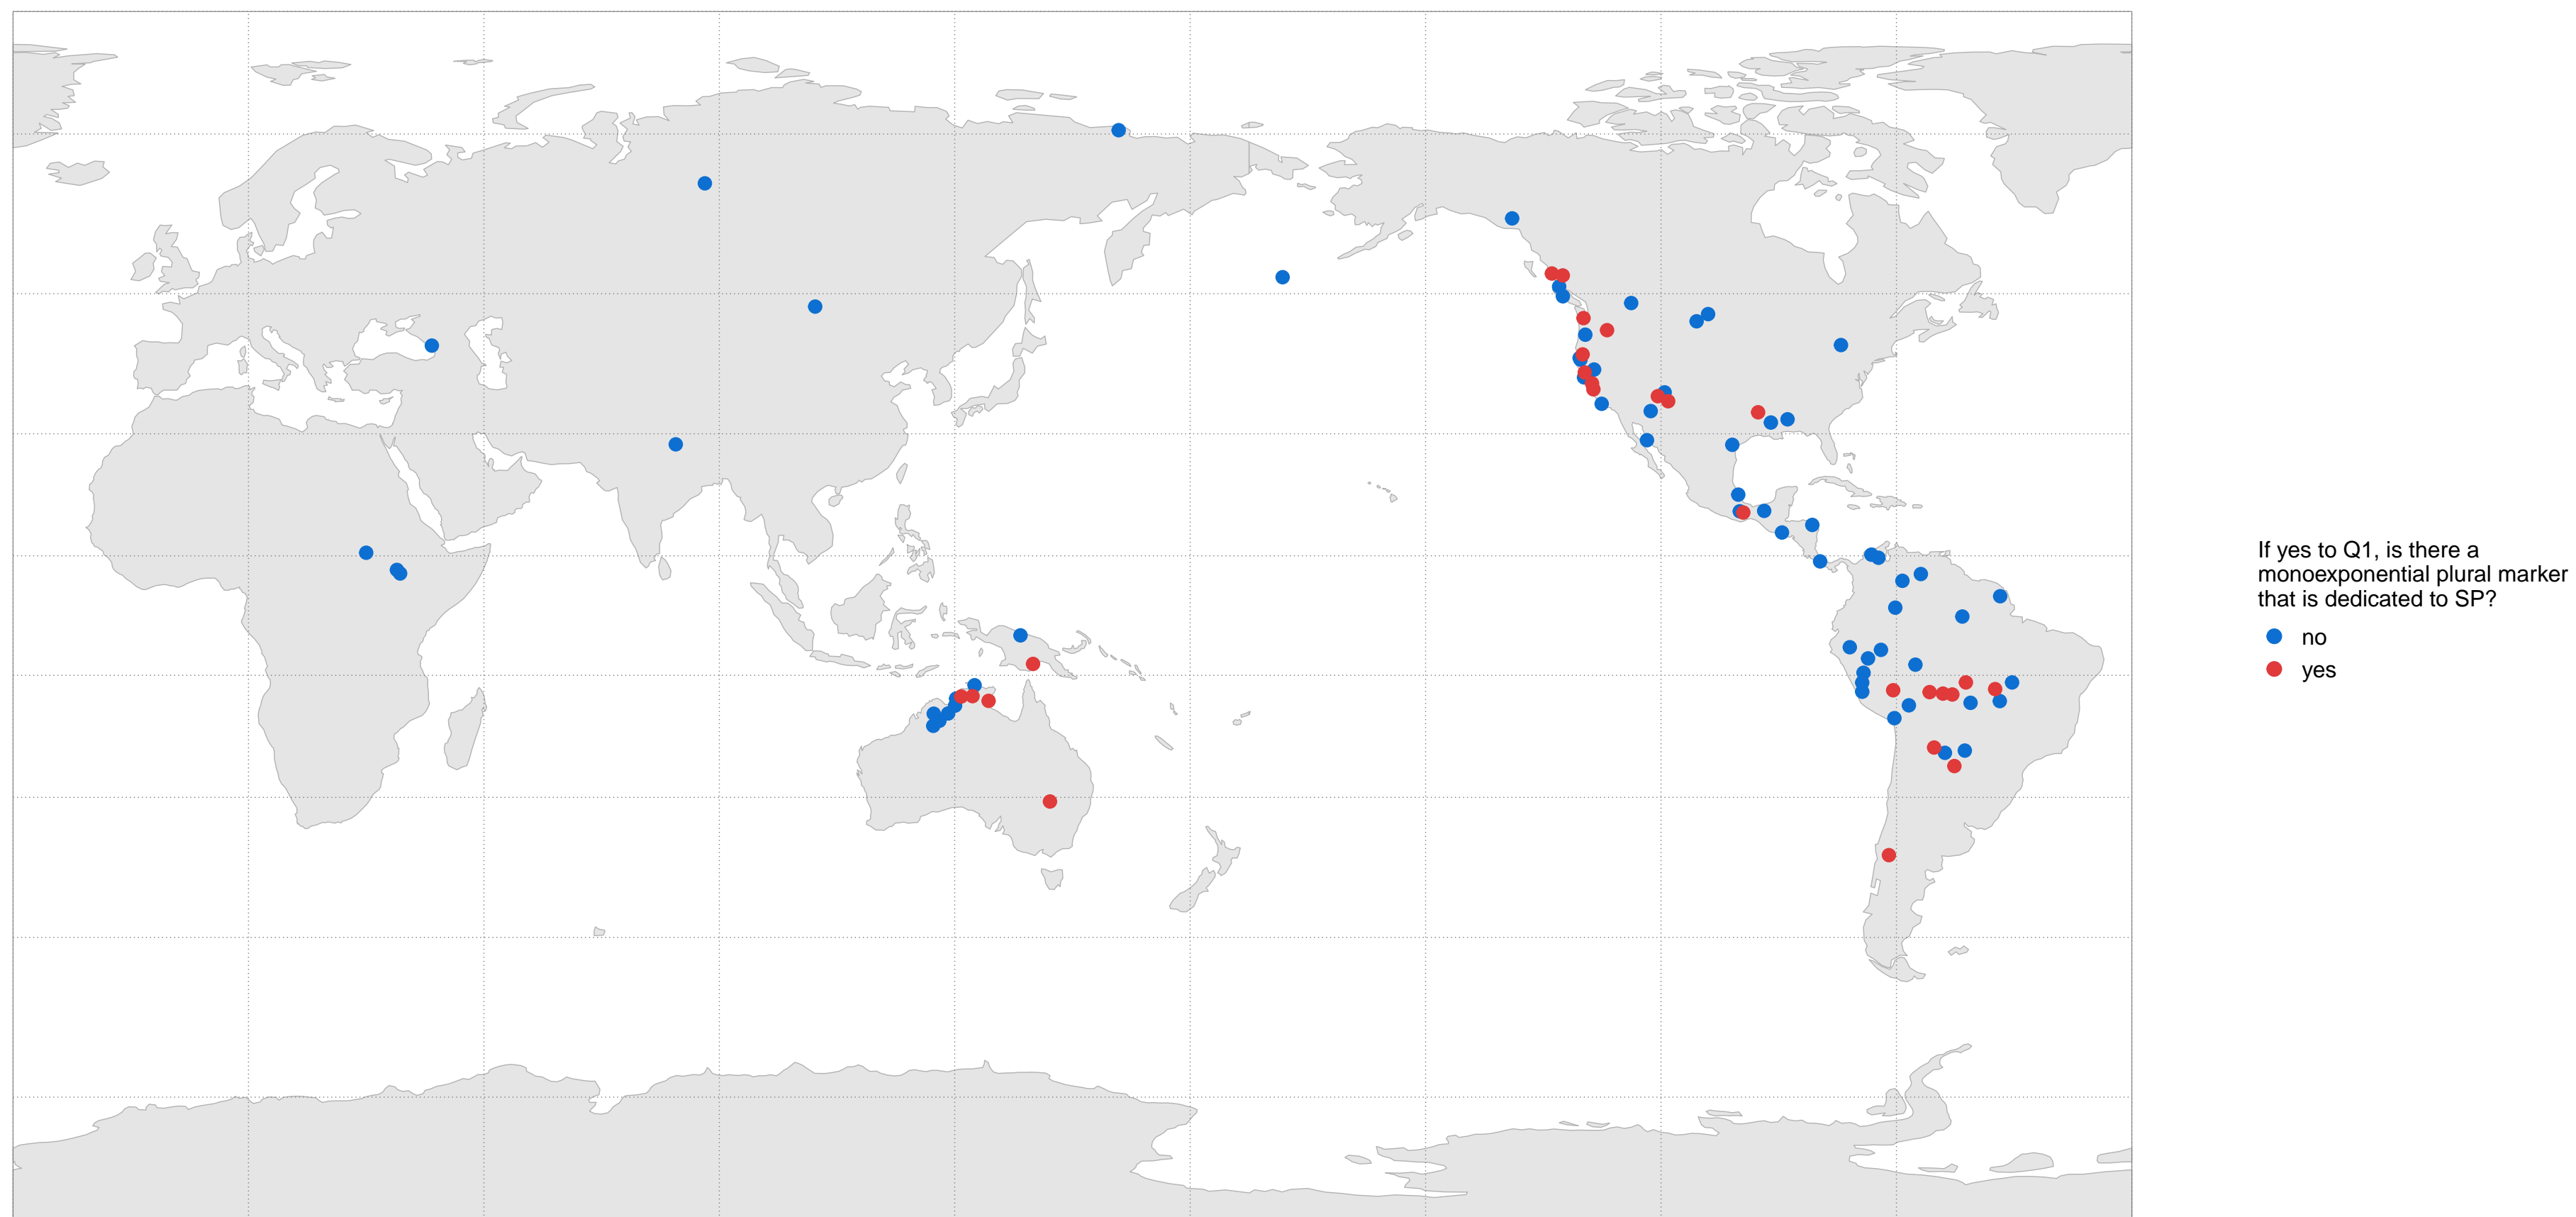 If yes to Q1, is there a
monoexponential plural marker
that is dedicated to SP?
no
yes